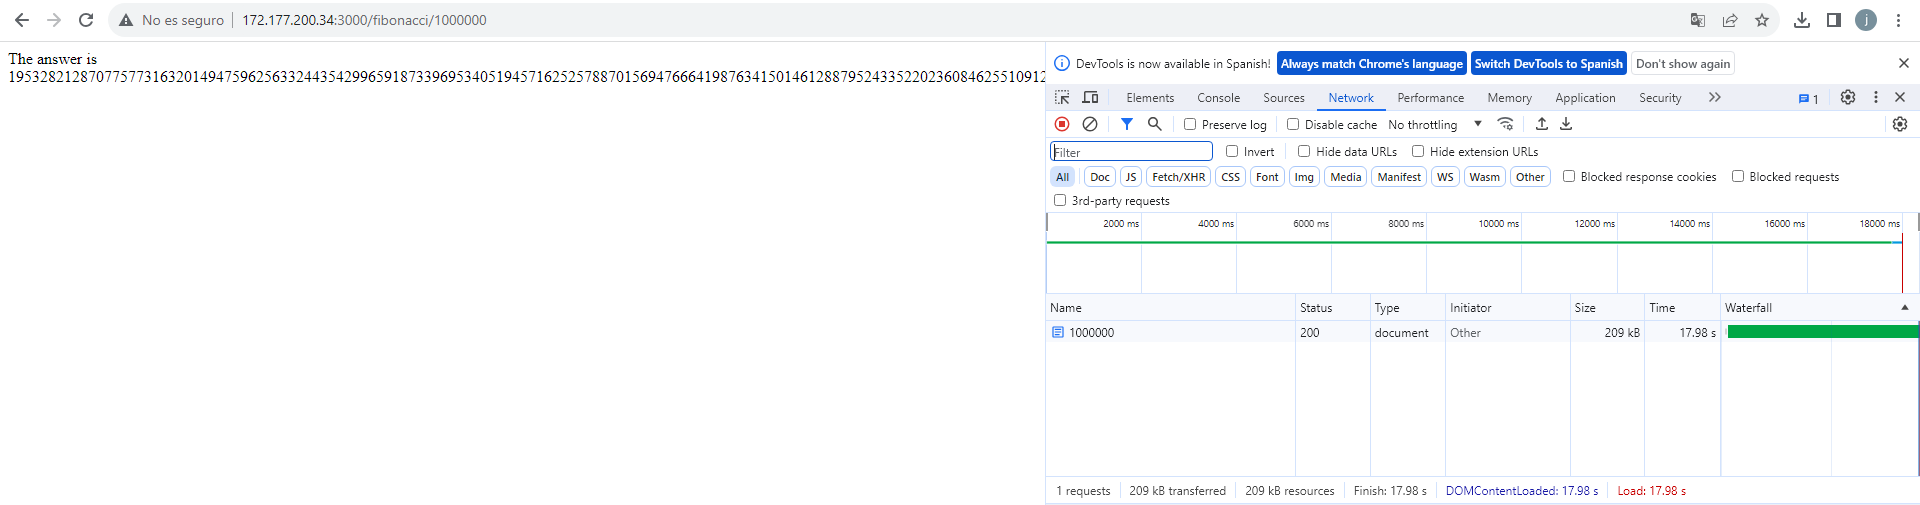 No es seguro 172.177.200.34:3000/fibonacci/1000000 j
The answer is
195328212870775773163201494759625633244354299659187339695340519457162525788701569476664198763415014612887952433522023608462551091​2
DevTools is now available in Spanish! Always match Chrome's language Switch DevTools to Spanish Don't show again
Elements Console Sources Network Performance Memory Application Security 1
Preserve log Disable cache No throttling
Filter Invert Hide data URLs Hide extension URLs
All Doc JS Fetch/XHR CSS Font Img Media Manifest WS Wasm Other Blocked response cookies Blocked requests
3rd-party requests
2000 ms 4000 ms 6000 ms 8000 ms 10000 ms 12000 ms 14000 ms 16000 ms 18000 ms
Name Status Type Initiator Size Time Waterfall
1000000 200 document Other 209 kB 17.98 s
1 requests 209 kB transferred 209 kB resources Finish: 17.98 s DOMContentLoaded: 17.98 s Load: 17.98 s